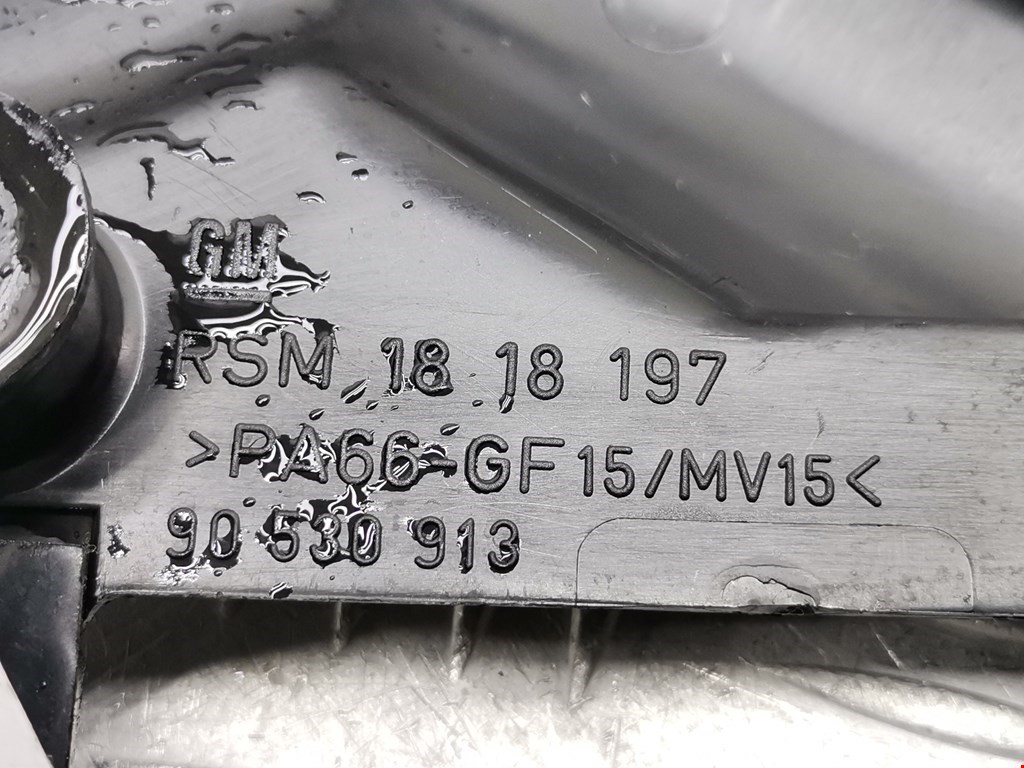 GM
RSM 18 18 197
>PA66-GF15/MV15<
90 530 913